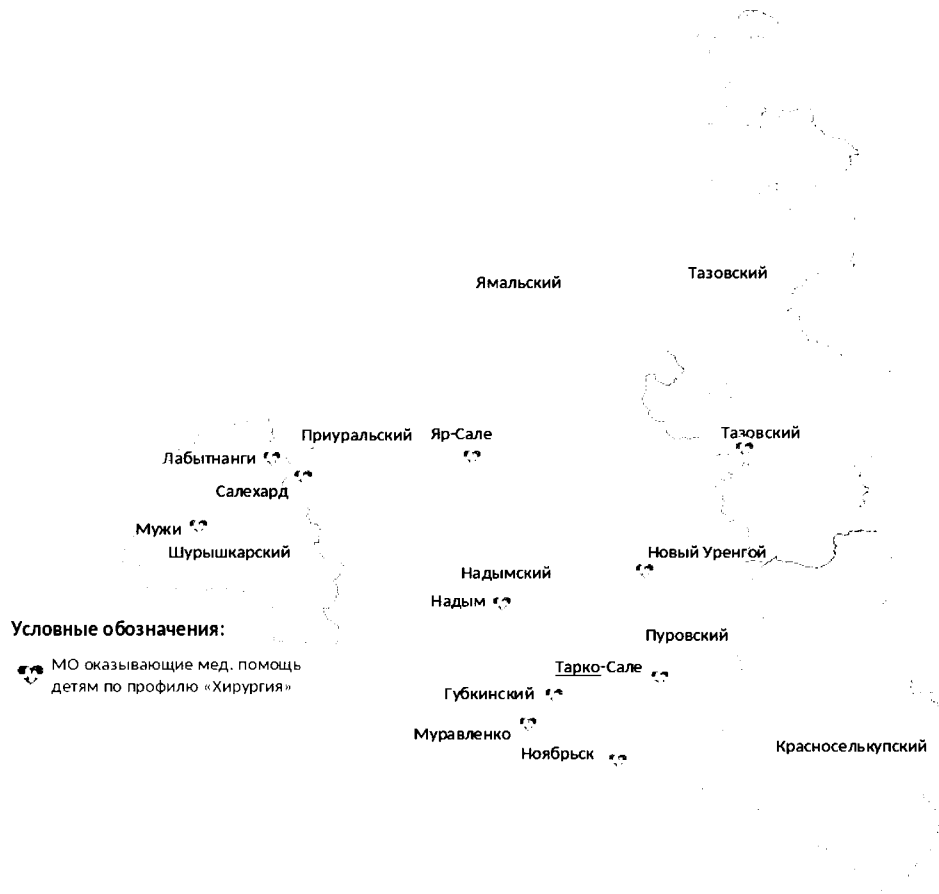 Тазовский
Ямальский
Приуральский Яр-Сале
Тазовский
Лабытнанги
Салехард
Мужи
Шурышкарский
Новый Уренгой
Надымский
Надым
Условные обозначения:
Пуровский
МО оказывающие мед. помощь
детям по профилю «Хирургия»
Тарко-Сале
Губкинский
Муравленко
Ноябрьск
Красноселькупский